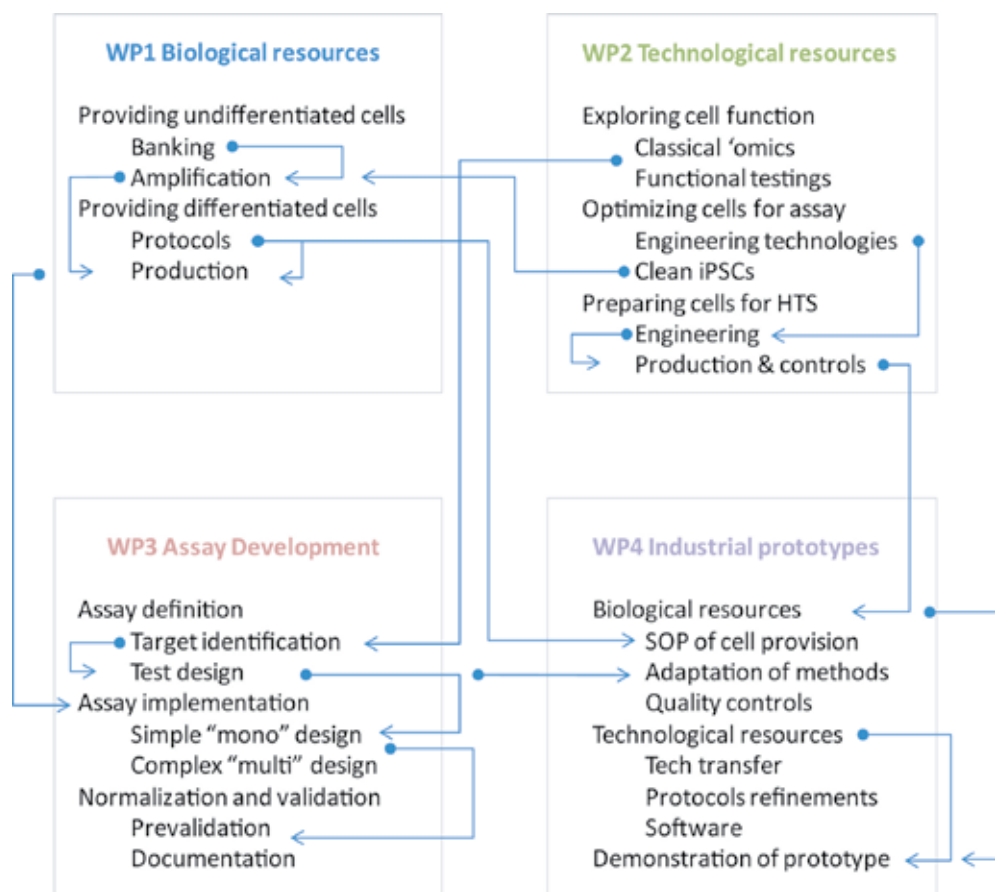 WP1 Biological resources
Providing undifferentiated cells
Banking
Amplification
Providing differentiated cells
Protocols
Production
WP2 Technological resources
Exploring cell function
Classical ‘omics
Functional testings
Optimizing cells for assay
Engineering technologies
Clean iPSCs
Preparing cells for HTS
Engineering
Production & controls
WP3 Assay Development
Assay definition
Target identification
Test design
Assay implementation
Simple “mono” design
Complex “multi” design
Normalization and validation
Prevalidation
Documentation
WP4 Industrial prototypes
Biological resources
SOP of cell provision
Adaptation of methods
Quality controls
Technological resources
Tech transfer
Protocols refinements
Software
Demonstration of prototype